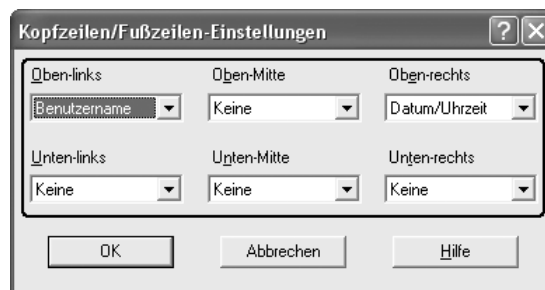 Kopfzeilen/Fußzeilen-Einstellungen
Oben-links Oben-Mitte Oben-rechts
Benutzername Keine Datum/Uhrzeit
Unten-links Unten-Mitte Unten-rechts
Keine Keine Keine
OK Abbrechen Hilfe